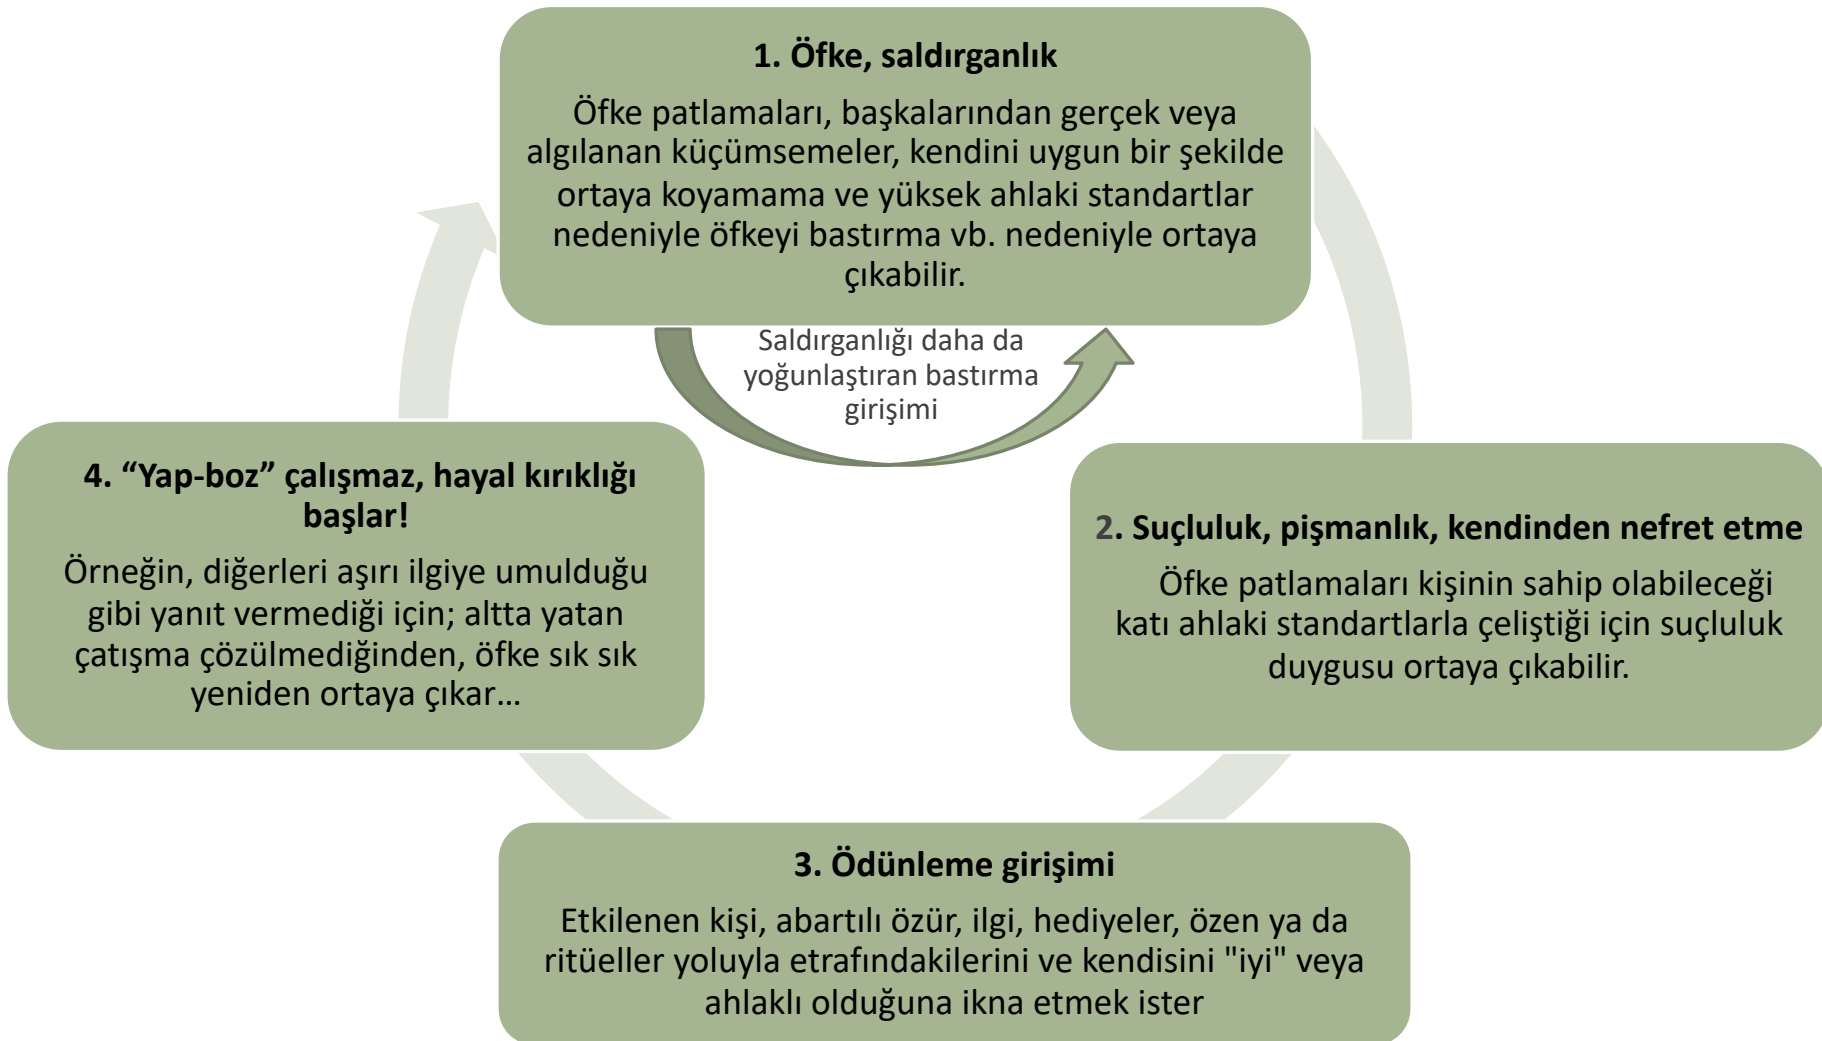 1. Öfke, saldırganlık
Öfke patlamaları, başkalarından gerçek veya
algılanan küçümsemeler, kendini uygun bir şekilde
ortaya koyamama ve yüksek ahlaki standartlar
nedeniyle öfkeyi bastırma vb. nedeniyle ortaya
çıkabilir.
Saldırganlığı daha da
yoğunlaştıran bastırma
girişimi
2. Suçluluk, pişmanlık, kendinden nefret etme
Öfke patlamaları kişinin sahip olabileceği
katı ahlaki standartlarla çeliştiği için suçluluk
duygusu ortaya çıkabilir.
3. Ödünleme girişimi
Etkilenen kişi, abartılı özür, ilgi, hediyeler, özen ya da
ritüeller yoluyla etrafındakilerini ve kendisini "iyi" veya
ahlaklı olduğuna ikna etmek ister
4. “Yap-boz” çalışmaz, hayal kırıklığı
başlar!
Örneğin, diğerleri aşırı ilgiye umulduğu
gibi yanıt vermediği için; altta yatan
çatışma çözülmediğinden, öfke sık sık
yeniden ortaya çıkar…